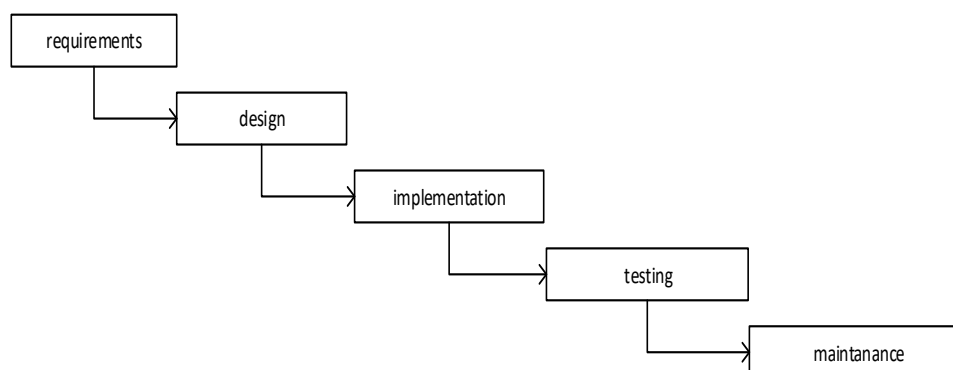 requirements
design
implementation
testing
maintanance